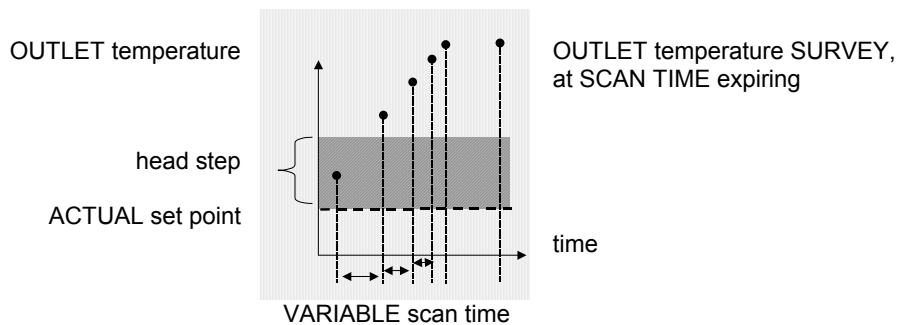 OUTLET temperature
OUTLET temperature SURVEY,
at SCAN TIME expiring
head step
ACTUAL set point
time
VARIABLE scan time